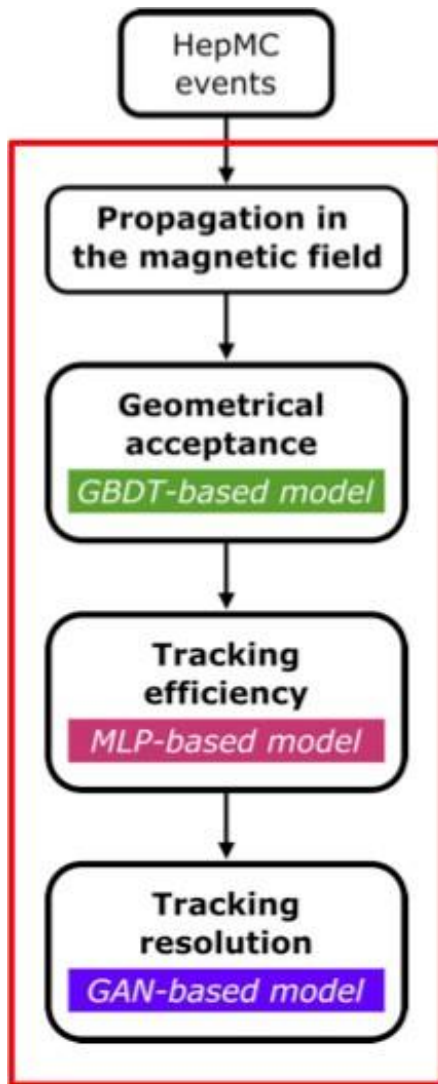 HepMC
events
Propagation in
the magnetic field
Geometrical
acceptance
GBDT-based model
Tracking
efficiency
MLP-based model
Tracking
resolution
GAN-based model